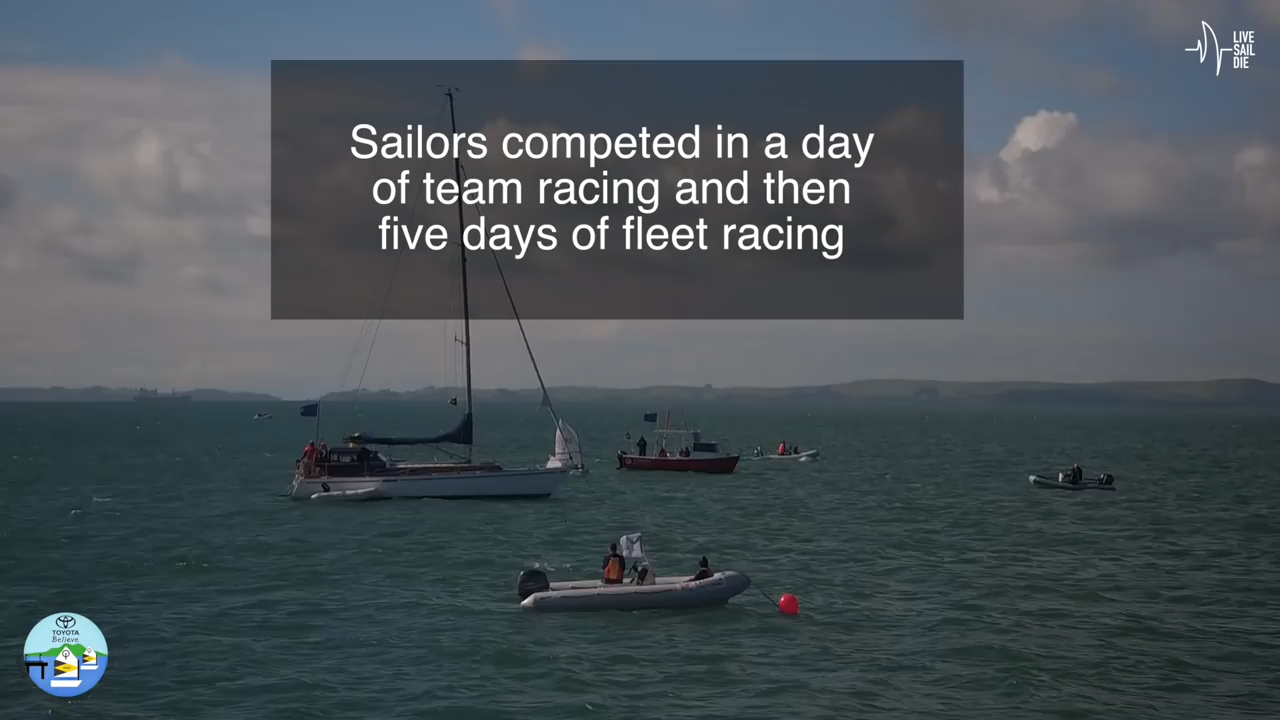 LIVE
SAIL
DIE
Sailors competed in a day
of team racing and then
five days of fleet racing
TOYOTA
Believe